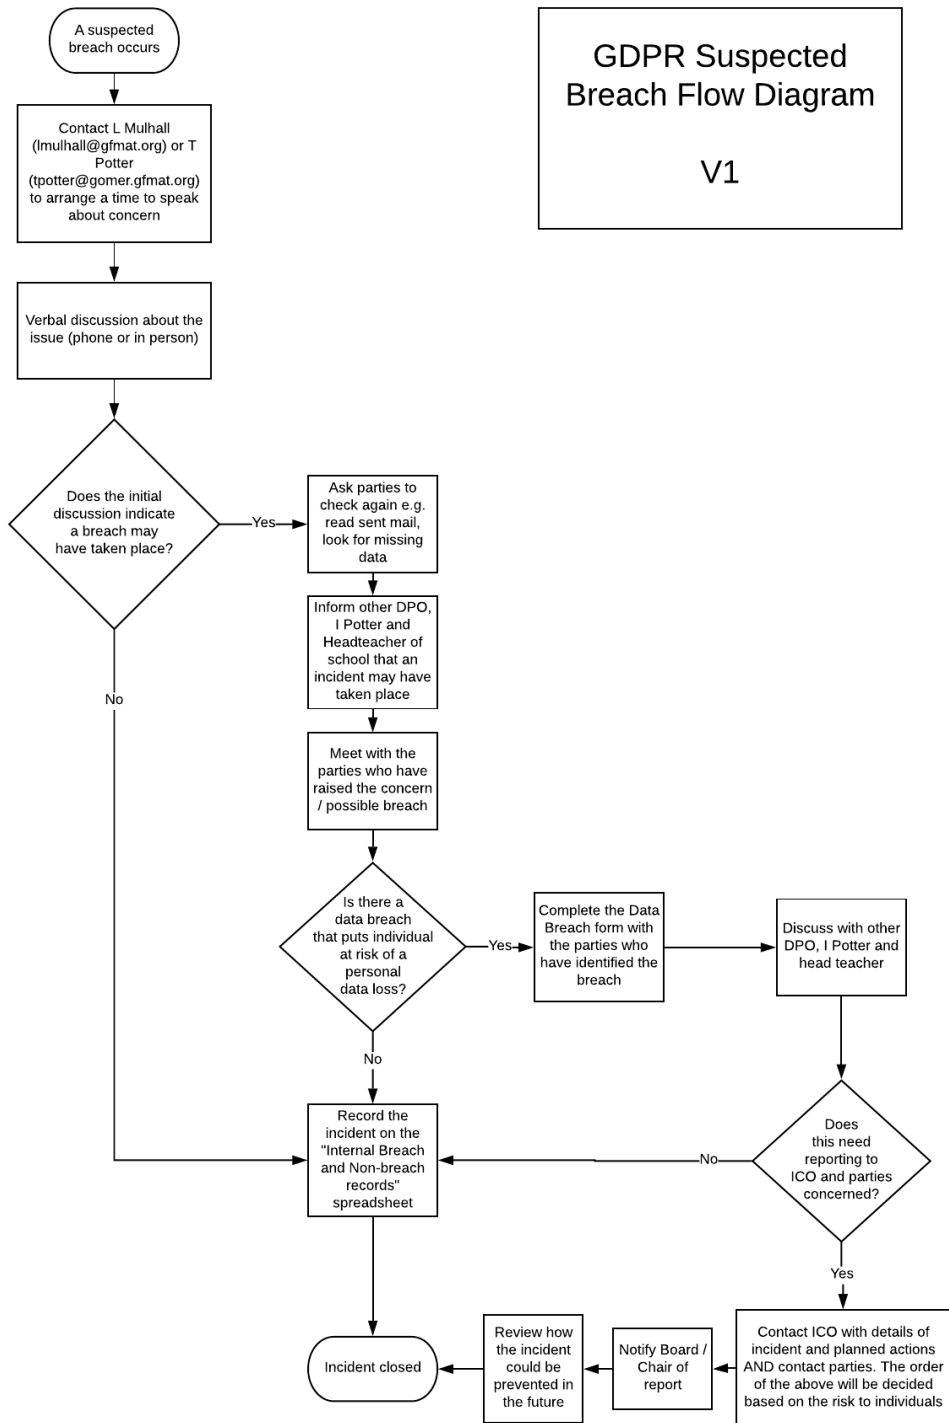 A suspected
breach occurs
GDPR Suspected
Breach Flow Diagram
V1
Contact L Mulhall
(lmulhall@gfmat.org) or T
Potter
(tpotter@gomer.gfmat.org)
to arrange a time to speak
about concern
Verbal discussion about the
issue (phone or in person)
Does the initial
discussion indicate
a breach may
have taken place?
Yes
Ask parties to
check again e.g.
read sent mail,
look for missing
data
Inform other DPO,
I Potter and
Headteacher of
school that an
incident may have
taken place
No
Meet with the
parties who have
raised the concern
/ possible breach
Is there a
data breach
that puts individual
at risk of a
personal
data loss?
Yes
Complete the Data
Breach form with
the parties who
have identified the
breach
Discuss with other
DPO, I Potter and
head teacher
No
Record the
incident on the
"Internal Breach
and Non-breach
records"
spreadsheet
No
Does
this need
reporting to
ICO and parties
concerned?
Yes
Contact ICO with details of
incident and planned actions
AND contact parties. The order
of the above will be decided
based on the risk to individuals
Notify Board /
Chair of
report
Review how
the incident
could be
prevented in
the future
Incident closed